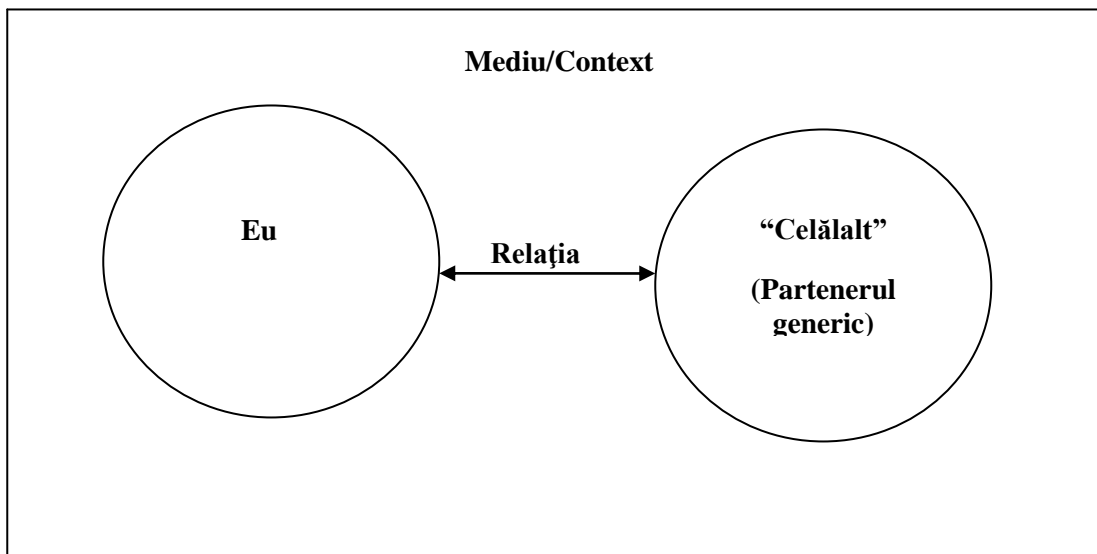 Mediu/Context
Eu
Relaţia
“Celălalt”
(Partenerul
generic)